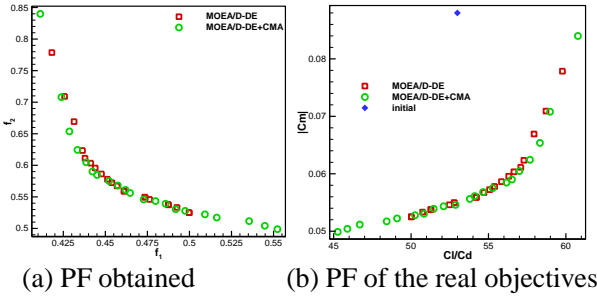 0.85
0.8
0.75
0.7
0.65
0.6
0.55
0.5
f2
0.425 0.45 0.475 0.5 0.525 0.55
f1
MOEA/D-DE
MOEA/D-DE+CMA
(a) PF obtained
0.08
0.07
0.06
0.05
|Cm|
45 50 55 60
Cl/Cd
MOEA/D-DE
MOEA/D-DE+CMA
initial
(b) PF of the real objectives